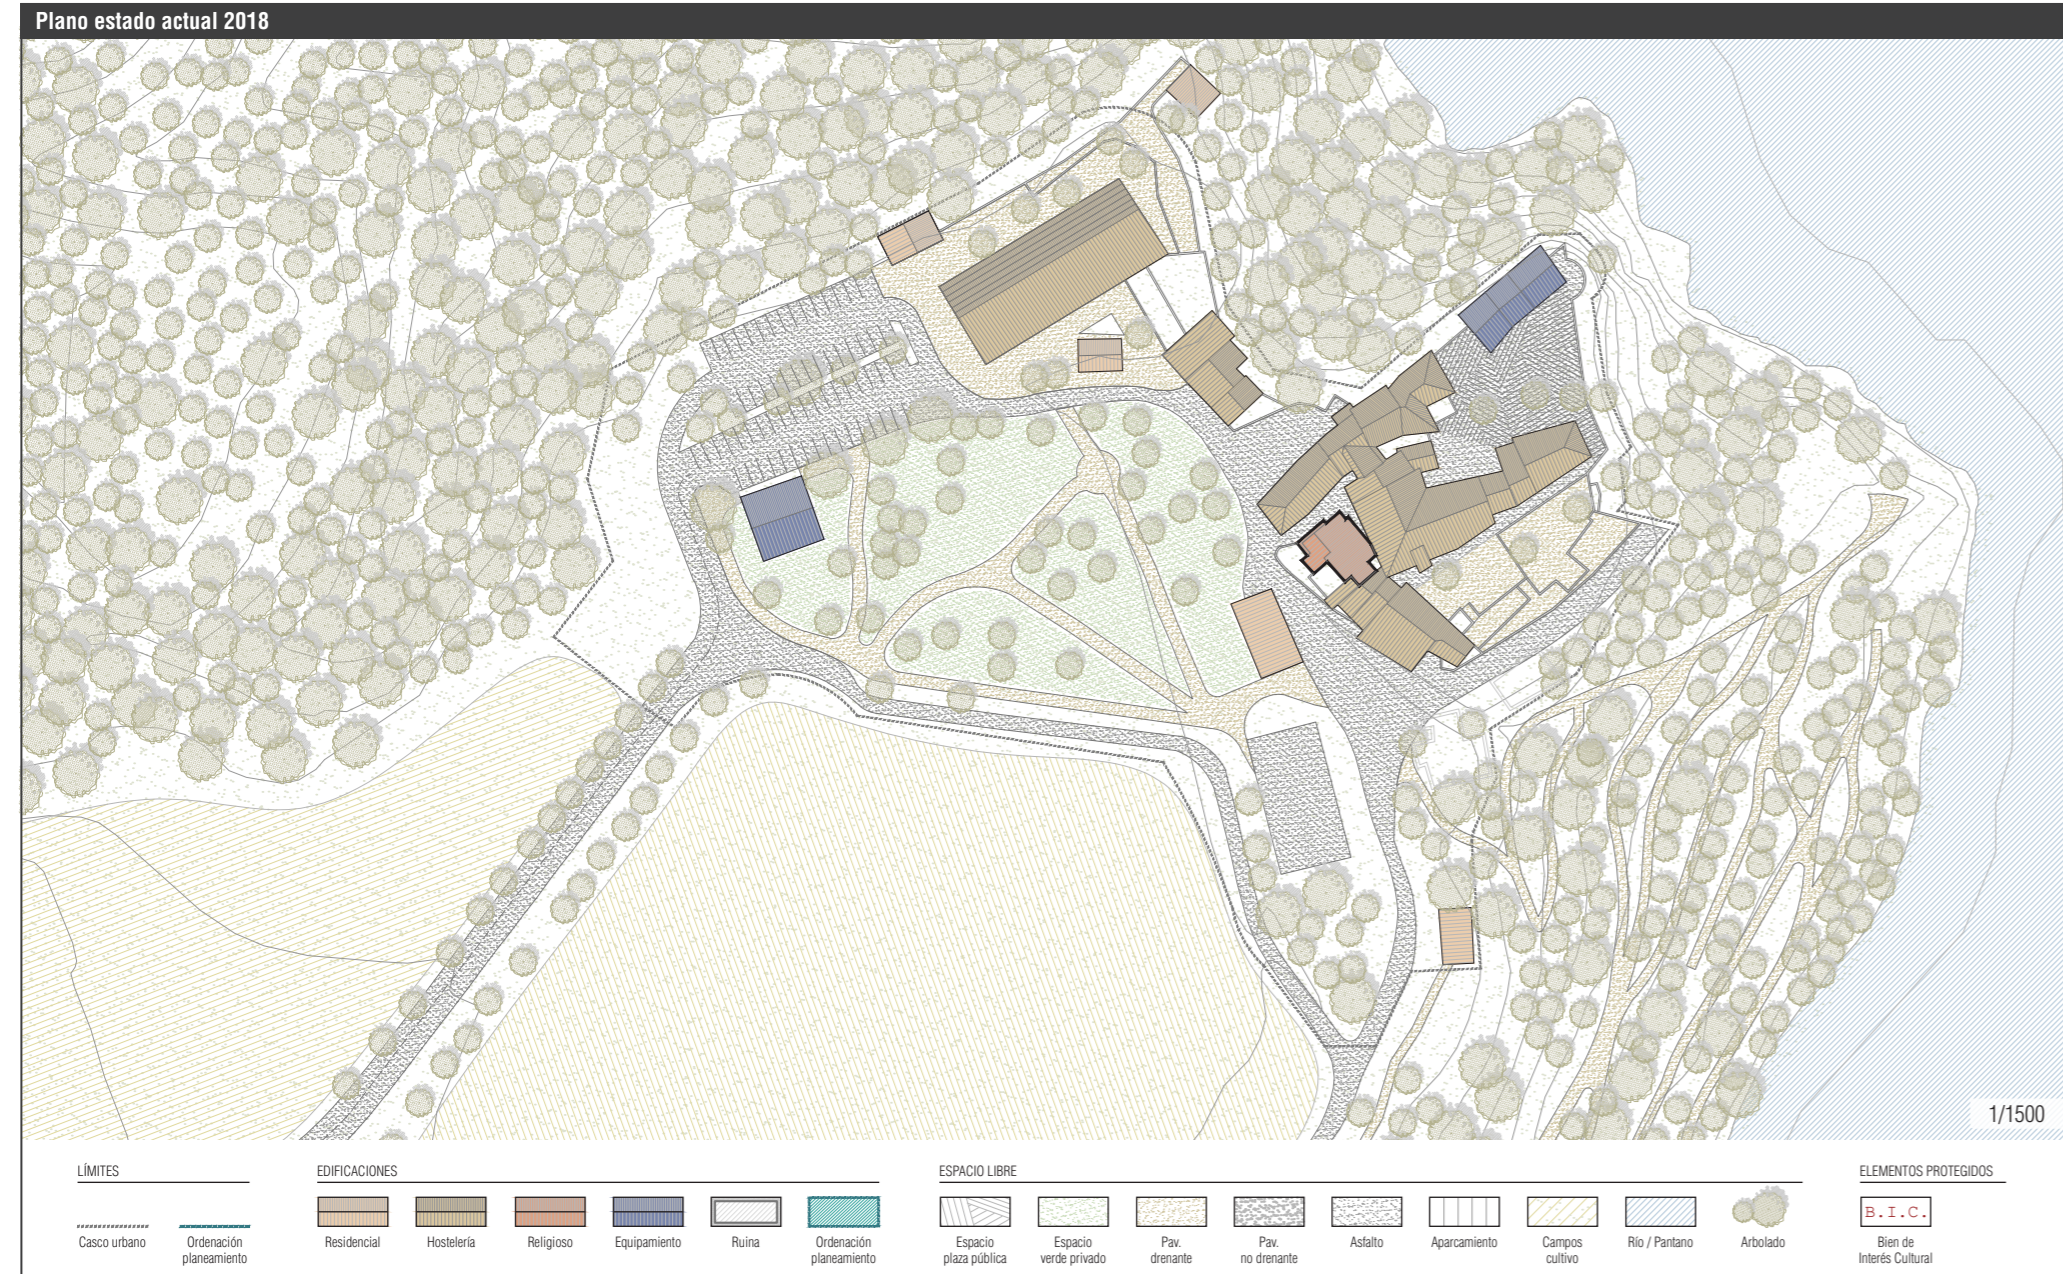 Plano estado actual 2018
1/1500
LÍMITES
Casco urbano
Ordenación
planeamiento
EDIFICACIONES
Residencial
Hostelería
Religioso
Equipamiento
Ruina
Ordenación
planeamiento
ESPACIO LIBRE
Espacio
plaza pública
Espacio
verde privado
Pav.
drenante
Pav.
no drenante
Asfalto
Aparcamiento
Campos
cultivo
Río / Pantano
Arbolado
ELEMENTOS PROTEGIDOS
B.I.C.
Bien de
Interés Cultural